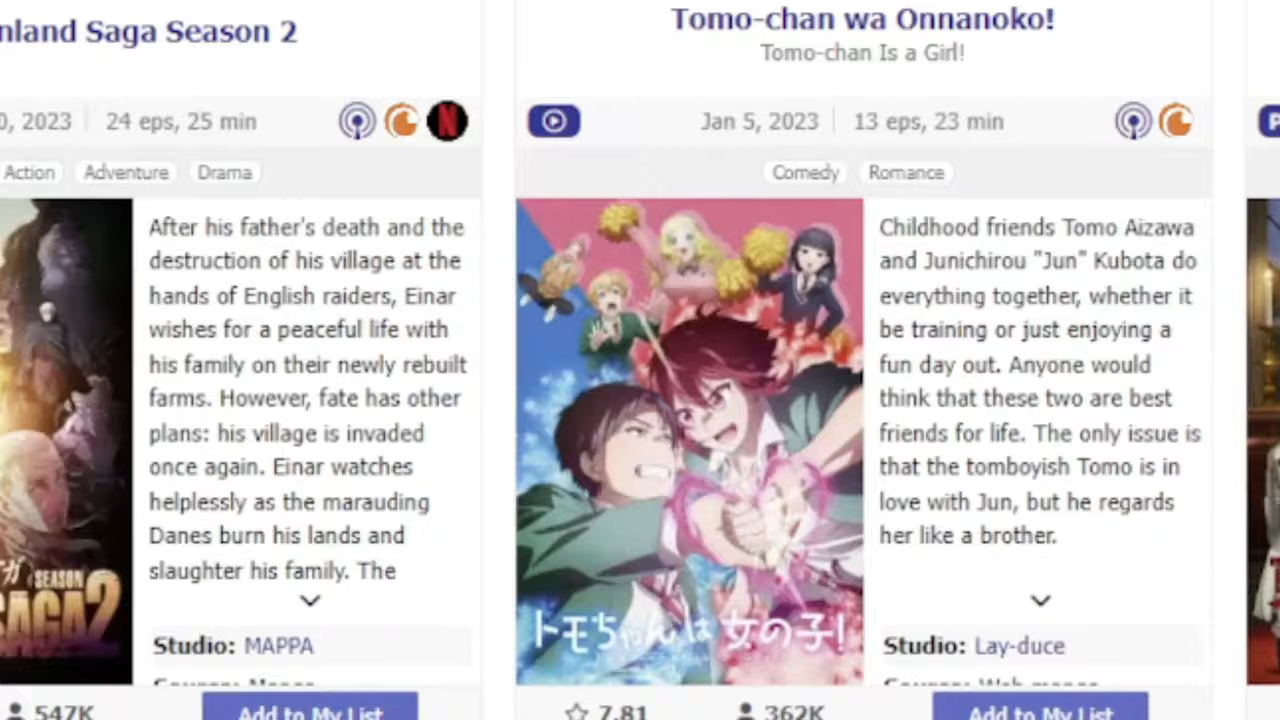 nland Saga Season 2
0, 2023 24 eps, 25 min
N
Action Adventure Drama
After his father's death and the
destruction of his village at the
hands of English raiders, Einar
wishes for a peaceful life with
his family on their newly rebuilt
farms. However, fate has other
plans: his village is invaded
once again. Einar watches
helplessly as the marauding
Danes burn his lands and
slaughter his family. The
ガ SEASON
SAGA2
Studio: MAPPA
Source: Manga
547K
Add to My List
Tomo-chan wa Onnanoko!
Tomo-chan Is a Girl!
Jan 5, 2023 13 eps, 23 min
Comedy Romance
Childhood friends Tomo Aizawa
and Junichirou "Jun" Kubota do
everything together, whether it
be training or just enjoying a
fun day out. Anyone would
think that these two are best
friends for life. The only issue is
that the tomboyish Tomo is in
love with Jun, but he regards
her like a brother.
トモちゃんは女の子!
Studio: Lay-duce
Source: Web manga
7.81
362K
Add to My List
P